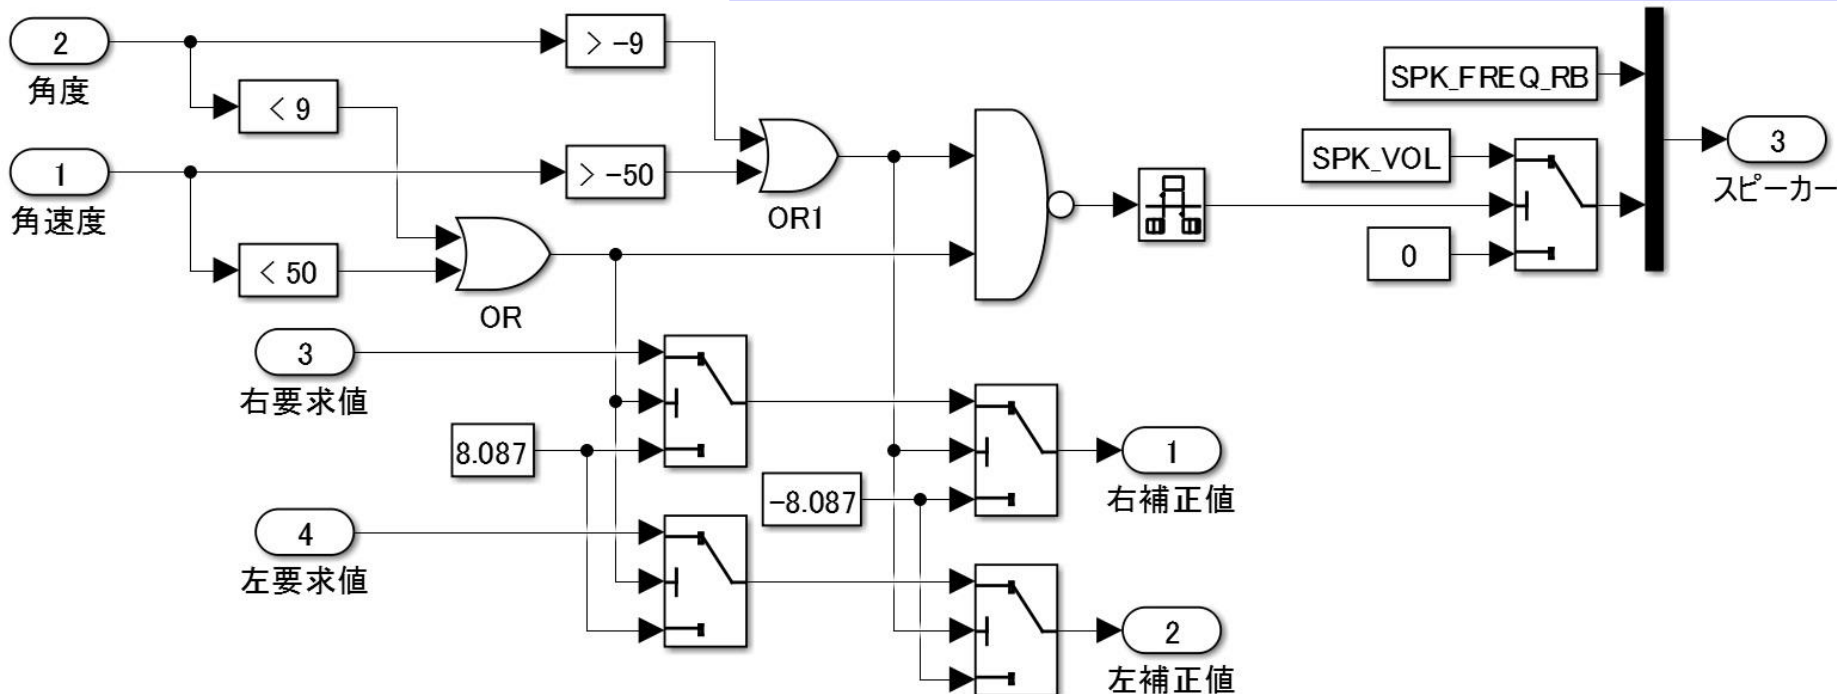 2
角度
> -9
< 9
SPK_FREQ_RB
1
角速度
> -50
OR1
SPK_VOL
3
スピーカー
< 50
OR
0
3
右要求値
8.087
1
右補正値
-8.087
4
左要求値
2
左補正値